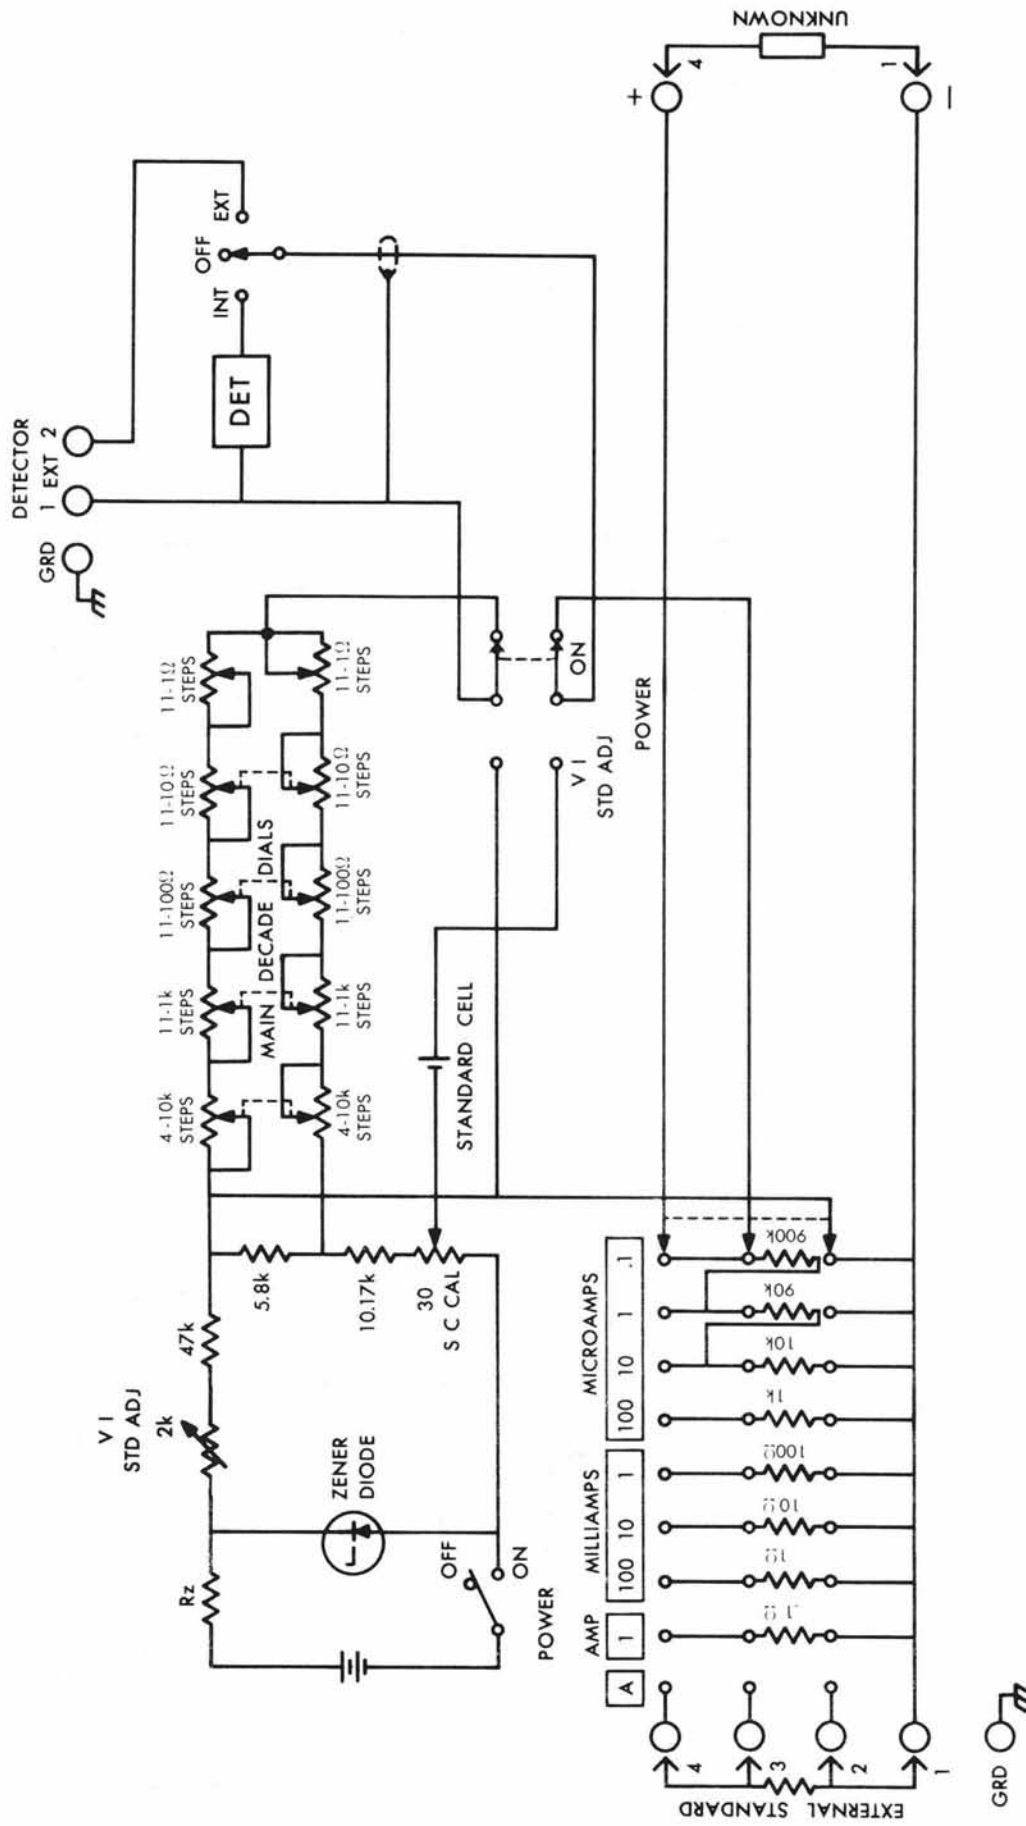 DETECTOR
GRD
1 EXT 2
DET
INT
OFF
EXT
UNKNOWN
4
1
+
−
11-1Ω
STEPS
11-10Ω
STEPS
11-100Ω
STEPS
11-1k
STEPS
4-10k
STEPS
MAIN DECADE DIALS
11-1Ω
STEPS
11-10Ω
STEPS
11-100Ω
STEPS
11-1k
STEPS
4-10k
STEPS
ON
V I
STD ADJ
POWER
STANDARD CELL
V I
STD ADJ
2k
47k
5.8k
10.17k
30
S C CAL
Rz
ZENER
DIODE
OFF
ON
POWER
A
AMP
1
MILLIAMPS
100 10 1
MICROAMPS
100 10 1 .1
.1Ω
1Ω
10Ω
100Ω
1k
10k
90k
900k
EXTERNAL
STANDARD
4
3
2
1
GRD